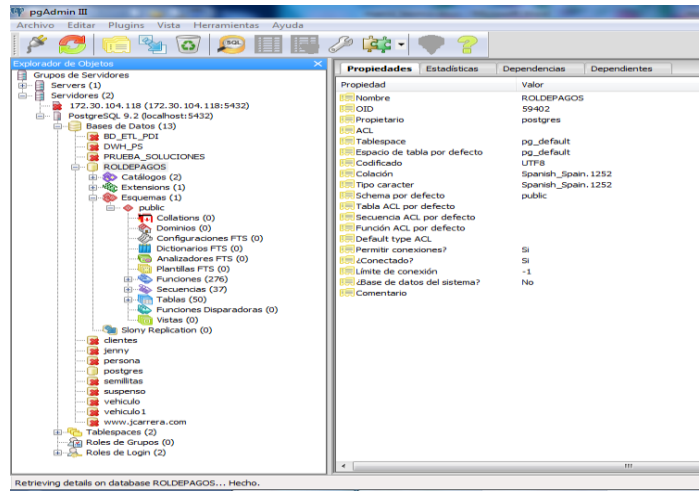 pgAdmin III
Archivo Editar Plugins Vista Herramientas Ayuda
SQL
Explorador de Objetos
Grupos de Servidores
Servers (1)
Servidores (2)
172.30.104.118 (172.30.104.118:5432)
PostgreSQL 9.2 (localhost:5432)
Bases de Datos (13)
BD_ETL_PDI
DWH_PS
PRUEBA_SOLUCIONES
ROLDEPAGOS
Catálogos (2)
Extensions (1)
Esquemas (1)
public
Collations (0)
Dominios (0)
Configuraciones FTS (0)
Dictionarios FTS (0)
Analizadores FTS (0)
Plantillas FTS (0)
Funciones (276)
Secuencias (37)
Tablas (50)
Funciones Disparadoras (0)
Vistas (0)
Slony Replication (0)
clientes
jenny
persona
postgres
semillitas
suspenso
vehiculo
vehiculo1
www.jcarrera.com
Tablespaces (2)
Roles de Grupos (0)
Roles de Login (2)
Propiedades Estadísticas Dependencias Dependientes
Propiedad Valor
Nombre ROLDEPAGOS
OID 59402
Propietario postgres
ACL
Tablespace pg_default
Espacio de tabla por defecto pg_default
Codificado UTF8
Colación Spanish_Spain.1252
Tipo caracter Spanish_Spain.1252
Schema por defecto public
Tabla ACL por defecto
Secuencia ACL por defecto
Función ACL por defecto
Default type ACL
Permitir conexiones? Si
¿Conectado? Si
Límite de conexión -1
¿Base de datos del sistema? No
Comentario
Retrieving details on database ROLDEPAGOS... Hecho.